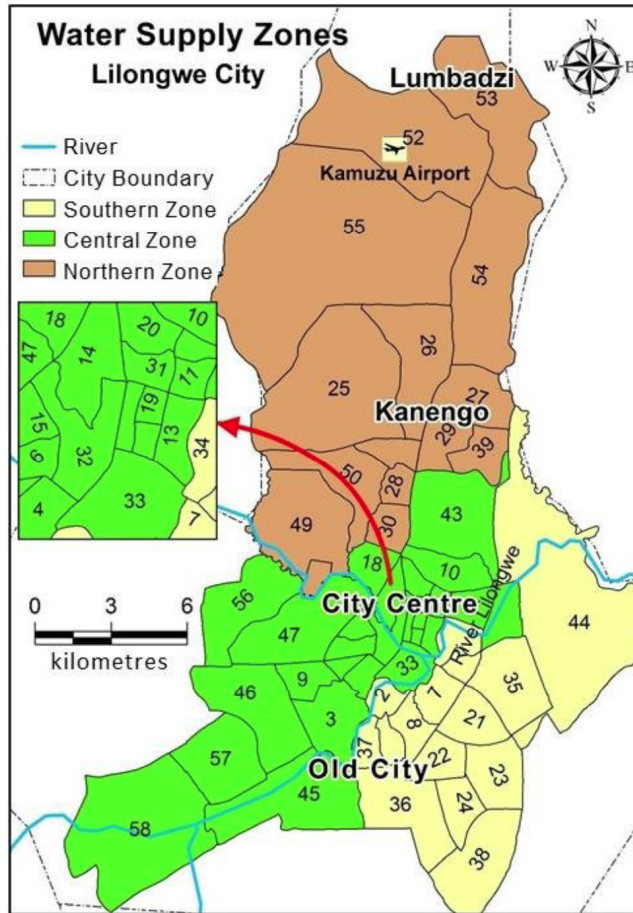 Water Supply Zones
Lilongwe City
N
W
E
S
Lumbadzi
53
52
Kamuzu Airport
River
City Boundary
Southern Zone
Central Zone
Northern Zone
55
54
18
20
10
47
14
31
11
15
19
13
6
32
34
4
33
7
26
25
27
Kanengo
29
39
50
28
49
30
43
18
10
56
City Centre
River Lilongwe
0 3 6
kilometres
47
44
33
9
46
2
7
35
3
8
21
37
57
Old City
22
23
45
36
24
58
38